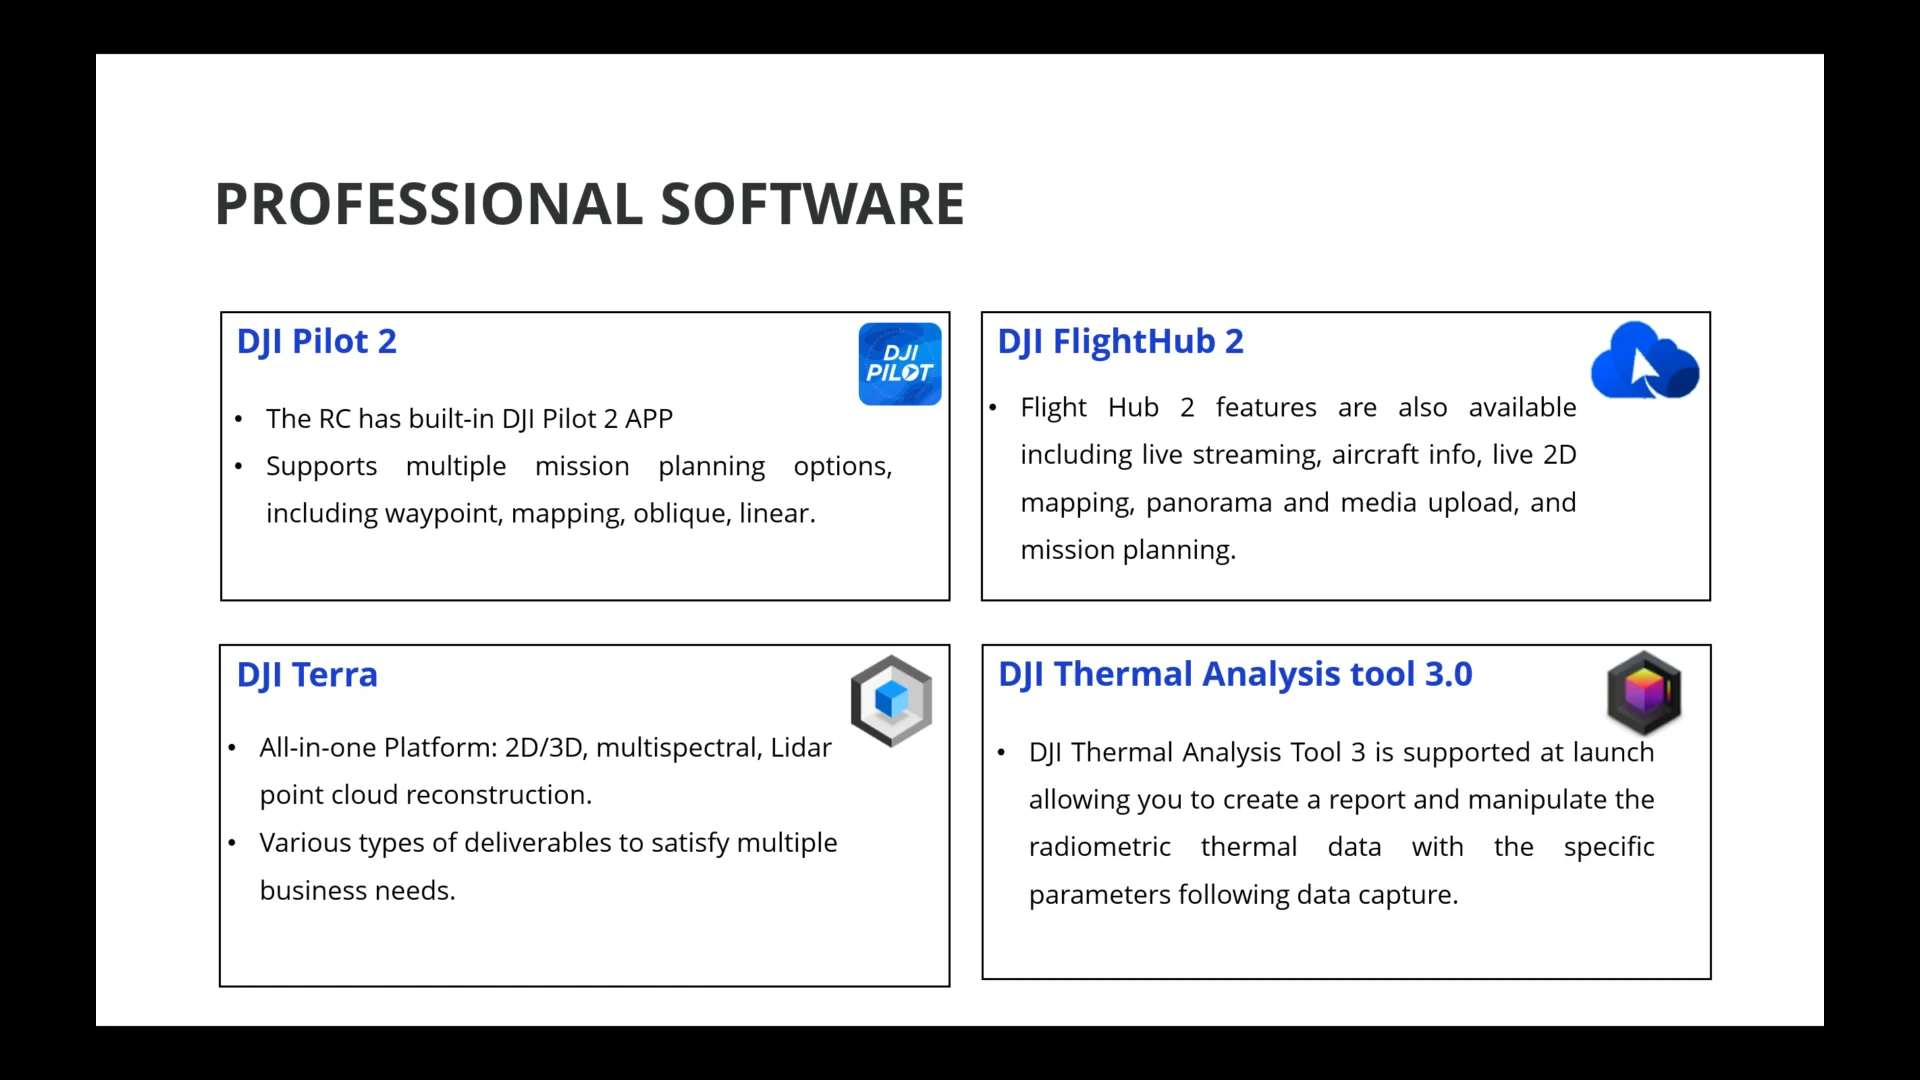 PROFESSIONAL SOFTWARE
DJI Pilot 2
DJI
PILOT
• The RC has built-in DJI Pilot 2 APP
• Supports multiple mission planning options,
including waypoint, mapping, oblique, linear.
DJI FlightHub 2
• Flight Hub 2 features are also available
including live streaming, aircraft info, live 2D
mapping, panorama and media upload, and
mission planning.
DJI Terra
• All-in-one Platform: 2D/3D, multispectral, Lidar
point cloud reconstruction.
• Various types of deliverables to satisfy multiple
business needs.
DJI Thermal Analysis tool 3.0
• DJI Thermal Analysis Tool 3 is supported at launch
allowing you to create a report and manipulate the
radiometric thermal data with the specific
parameters following data capture.